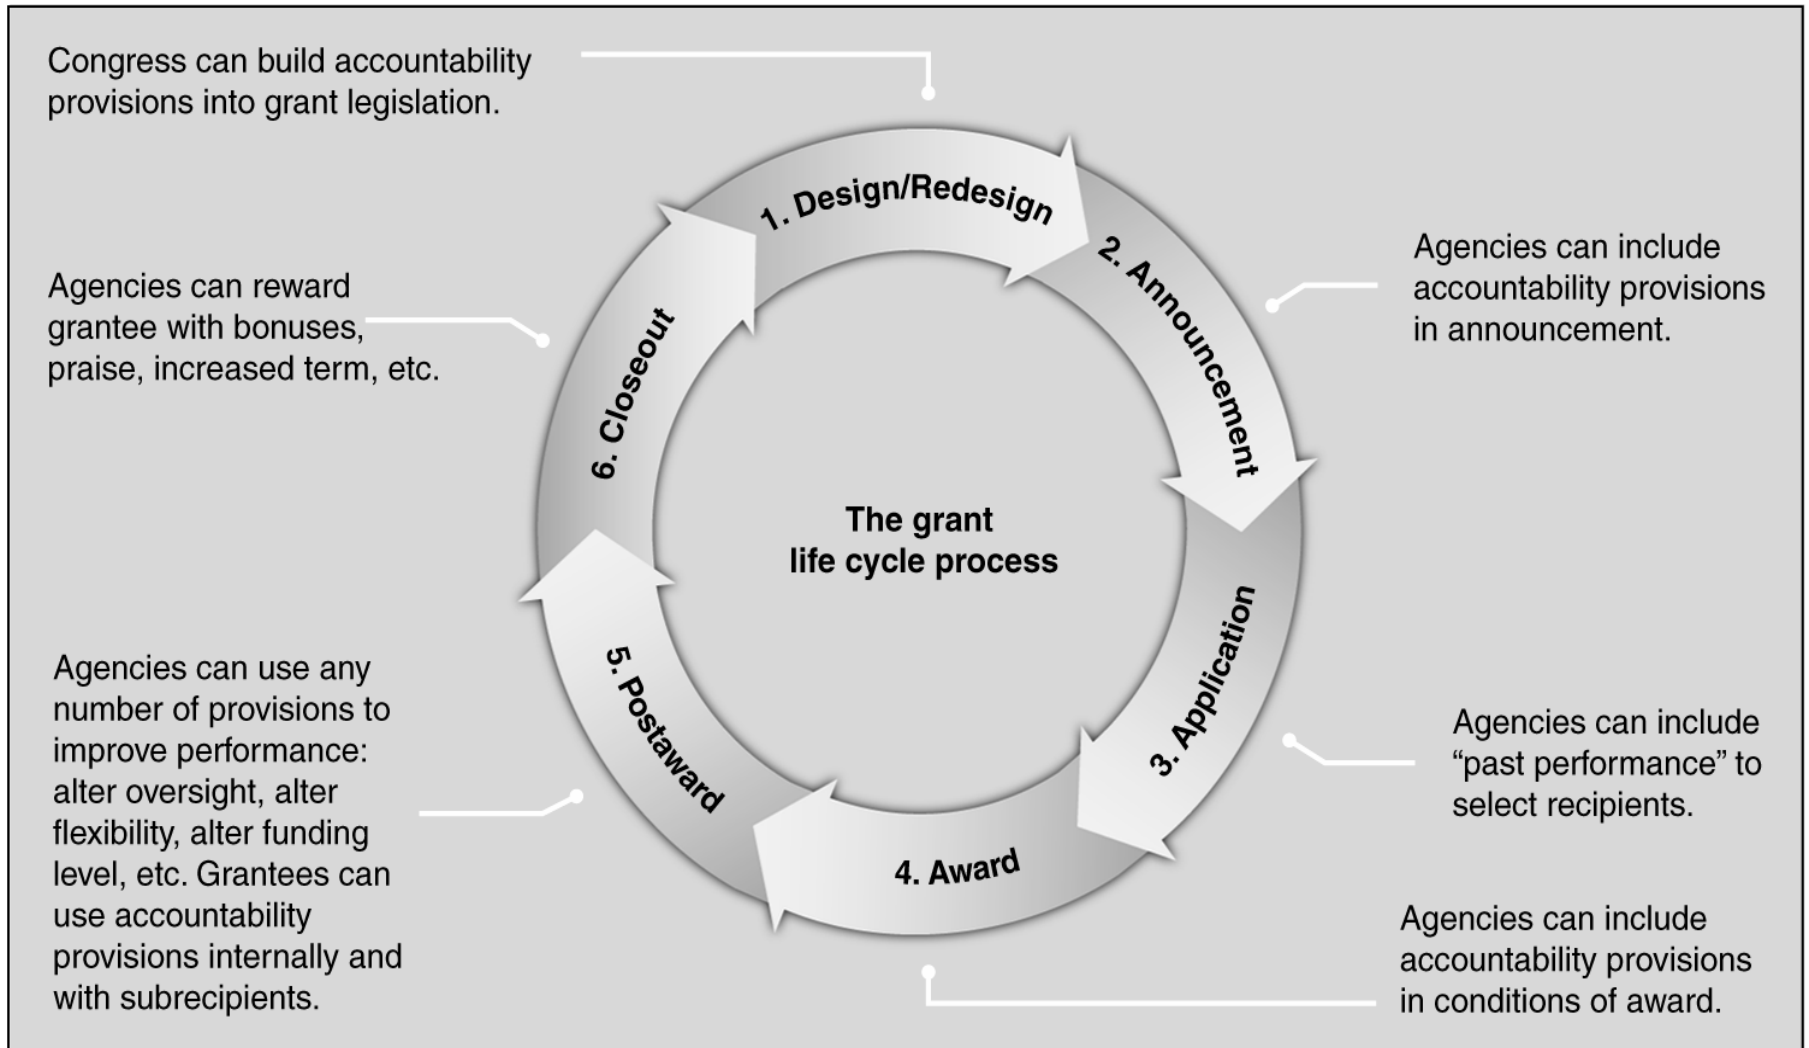 Congress can build accountability
provisions into grant legislation.
1. Design/Redesign
2. Announcement
Agencies can include
accountability provisions
in announcement.
3. Application
Agencies can include
“past performance” to
select recipients.
4. Award
Agencies can include
accountability provisions
in conditions of award.
5. Postaward
Agencies can use any
number of provisions to
improve performance:
alter oversight, alter
flexibility, alter funding
level, etc. Grantees can
use accountability
provisions internally and
with subrecipients.
6. Closeout
Agencies can reward
grantee with bonuses,
praise, increased term, etc.
The grant
life cycle process